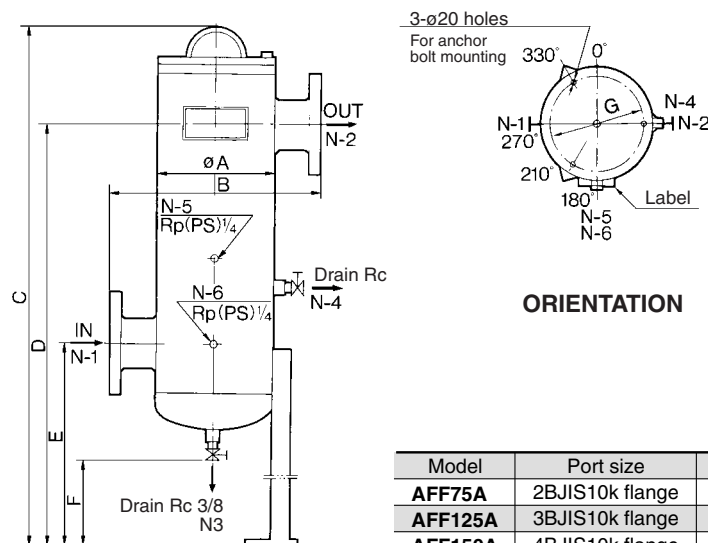 3-ø20 holes
For anchor
bolt mounting
330°
0°
G
N-4
N-1
N-2
270°
210°
180°
Label
N-5
N-6
ORIENTATION
OUT
N-2
øA
B
N-5
Rp(PS)1/4
C
D
Drain Rc
N-4
N-6
Rp(PS)1/4
IN
N-1
E
F
Drain Rc 3/8
N3
Model Port size
AFF75A 2BJIS10k flange
AFF125A 3BJIS10k flange